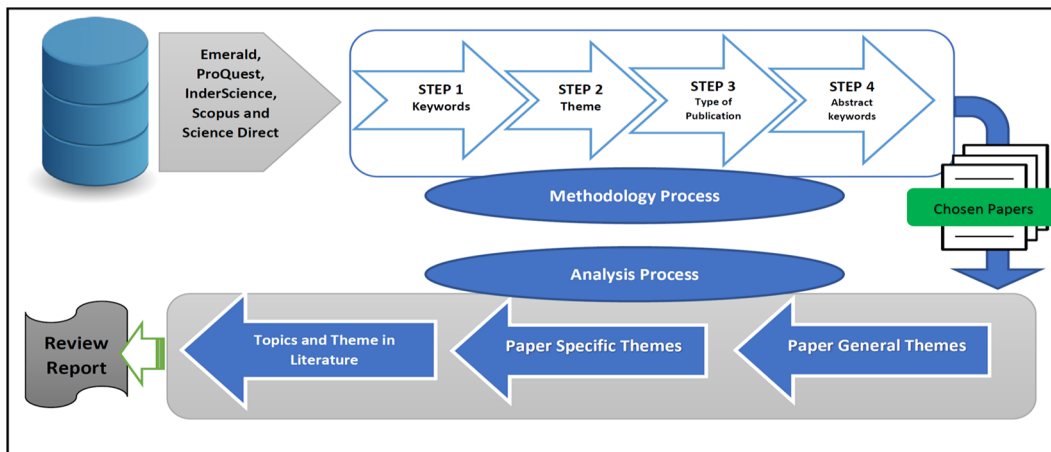 Emerald,
ProQuest,
InderScience,
Scopus and
Science Direct
STEP 1
Keywords
STEP 2
Theme
STEP 3
Type of
Publication
STEP 4
Abstract
keywords
Methodology Process
Chosen Papers
Analysis Process
Paper General Themes
Paper Specific Themes
Topics and Theme in
Literature
Review
Report